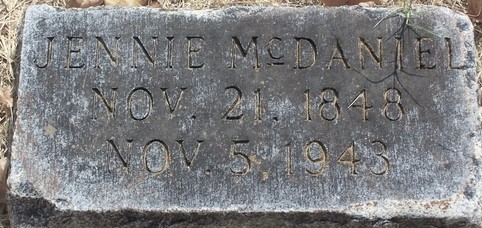 JENNIE McDANIEL
NOV. 21, 1848
NOV. 5, 1943